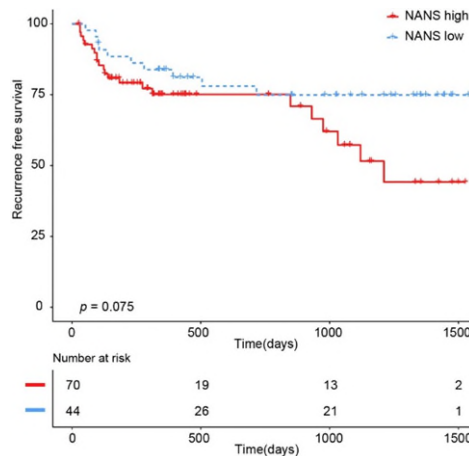 NANS high
NANS low
Recurrence free survival
100
75
50
25
0
p = 0.075
0
500
1000
1500
Time(days)
Number at risk
70 19 13 2
44 26 21 1
0 500 1000 1500
Time(days)